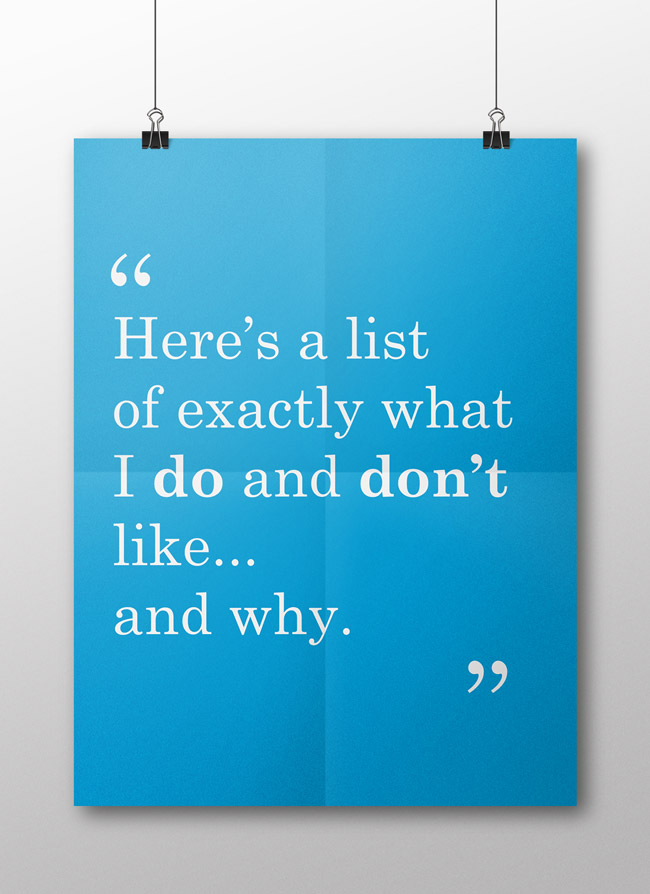 “
Here’s a list
of exactly what
I do and don’t
like...
and why.
”